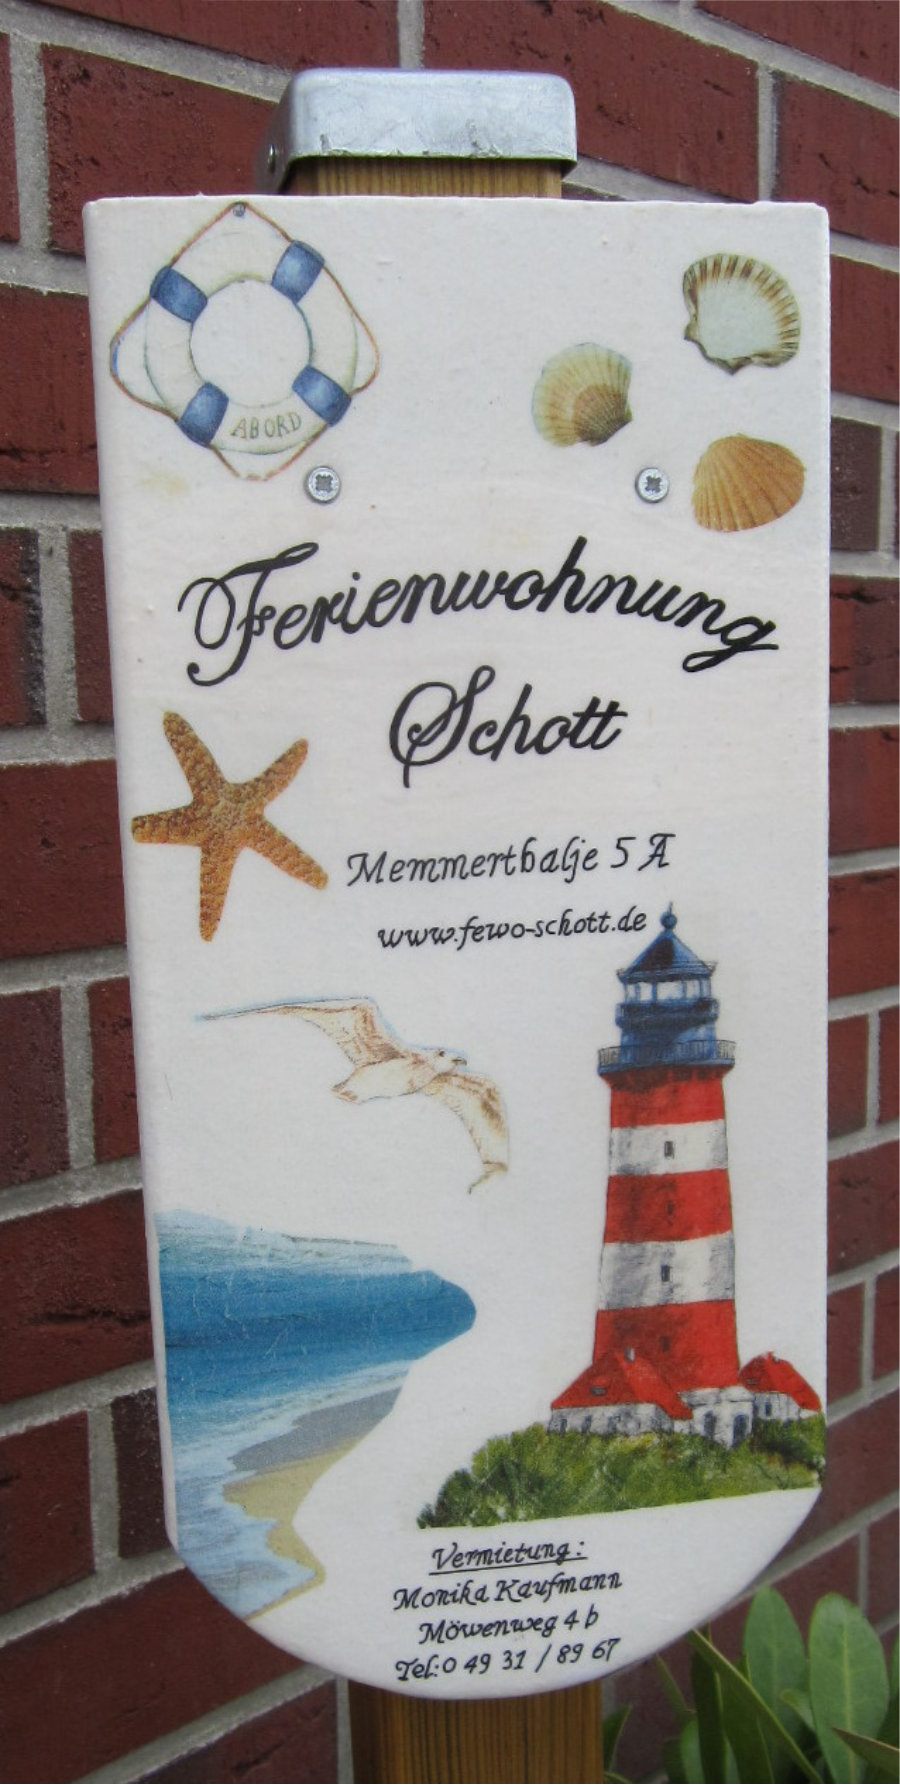 ABORD
Ferienwohnung
Schott
Memmertbalje 5 A
www.fewo-schott.de
Vermietung:
Monika Kaufmann
Möwenweg 4 b
Tel:0 49 31 / 89 67